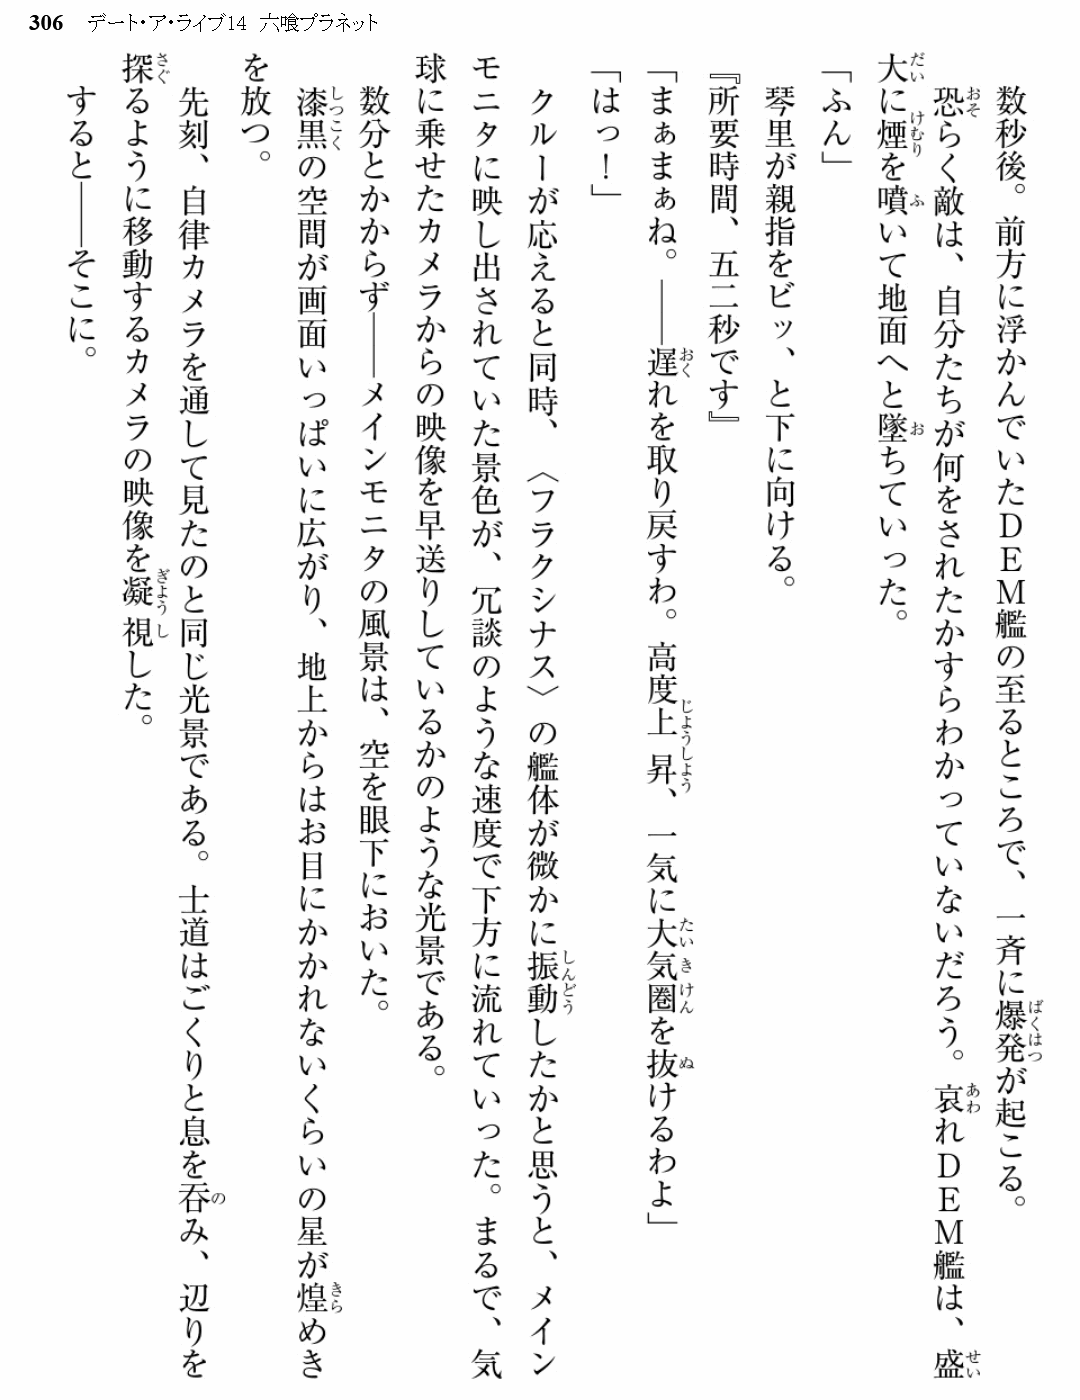 306 デート・ア・ライブ14 六喰プラネット
数秒後。前方に浮かんでいたＤＥＭ艦の至るところで、一斉に爆発が起こる。
恐らく敵は、自分たちが何をされたかすらわかっていないだろう。哀れＤＥＭ艦は、盛
大に煙を噴いて地面へと墜ちていった。
「ふん」
琴里が親指をビッ、と下に向ける。
『所要時間、五二秒です』
「まぁまぁね。――遅れを取り戻すわ。高度上昇、一気に大気圏を抜けるわよ」
「はっ！」
クルーが応えると同時、〈フラクシナス〉の艦体が微かに振動したかと思うと、メイン
モニタに映し出されていた景色が、冗談のような速度で下方に流れていった。まるで、気
球に乗せたカメラからの映像を早送りしているかのような光景である。
数分とかからず――メインモニタの風景は、空を眼下においた。
漆黒の空間が画面いっぱいに広がり、地上からはお目にかかれないくらいの星が煌めき
を放つ。
先刻、自律カメラを通して見たのと同じ光景である。士道はごくりと息を呑み、辺りを
探るように移動するカメラの映像を凝視した。
すると――そこに。